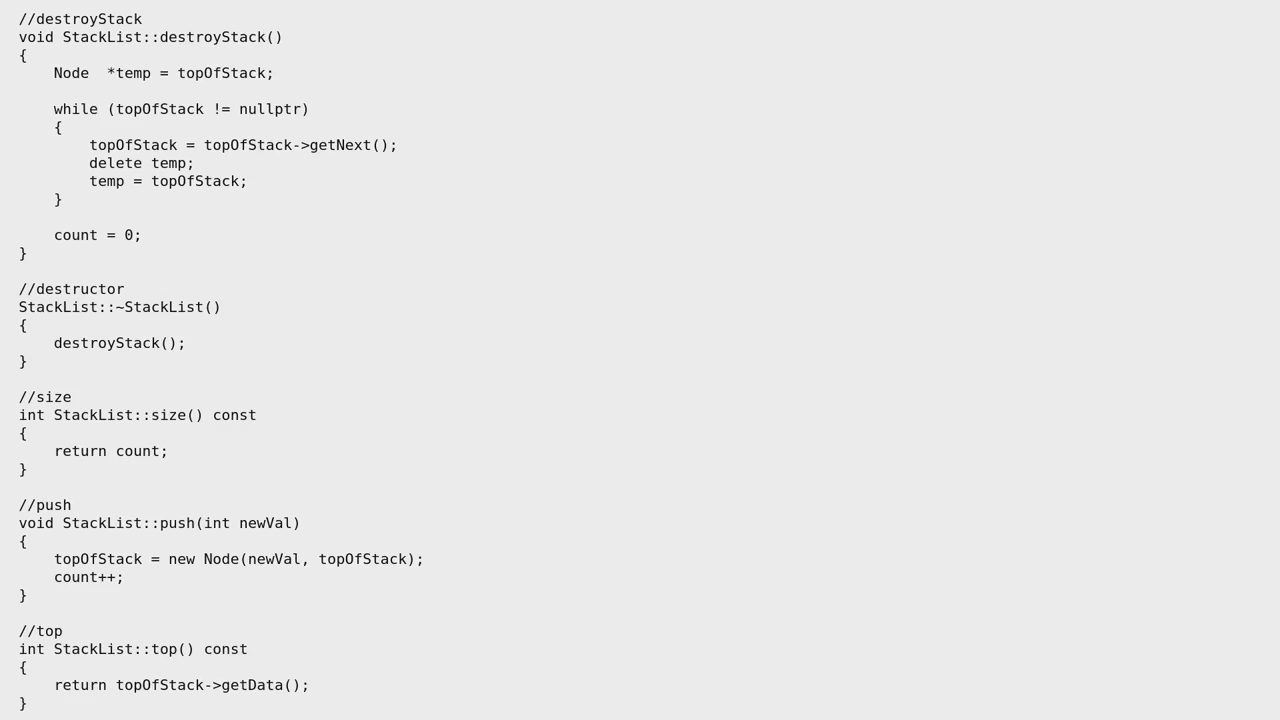 //destroyStack
void StackList::destroyStack()
{
    Node  *temp = topOfStack;

    while (topOfStack != nullptr)
    {
        topOfStack = topOfStack->getNext();
        delete temp;
        temp = topOfStack;
    }

    count = 0;
}

//destructor
StackList::~StackList()
{
    destroyStack();
}

//size
int StackList::size() const
{
    return count;
}

//push
void StackList::push(int newVal)
{
    topOfStack = new Node(newVal, topOfStack);
    count++;
}

//top
int StackList::top() const
{
    return topOfStack->getData();
}